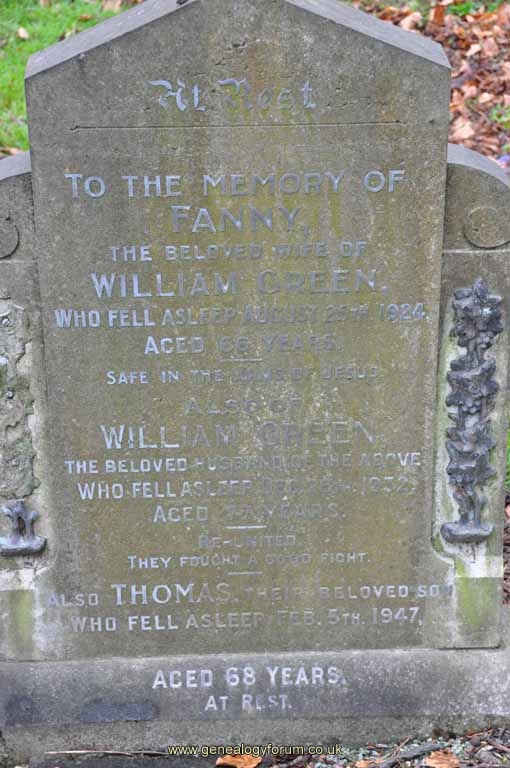 At Rest
TO THE MEMORY OF
FANNY,
THE BELOVED WIFE OF
WILLIAM GREEN,
WHO FELL ASLEEP AUGUST 25TH 1924,
AGED 66 YEARS.
SAFE IN THE ARMS OF JESUS.
ALSO OF
WILLIAM GREEN,
THE BELOVED HUSBAND OF THE ABOVE
WHO FELL ASLEEP DEC. 1932,
AGED YEARS.
RE-UNITED.
THEY FOUGHT A GOOD FIGHT.
ALSO THOMAS, THEIR BELOVED SON
WHO FELL ASLEEP FEB. 5TH. 1947,
AGED 68 YEARS.
AT REST.
www.genealogyforum.co.uk